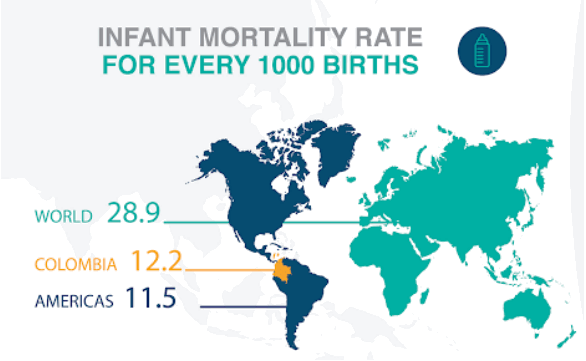 INFANT MORTALITY RATE
FOR EVERY 1000 BIRTHS
WORLD 28.9
COLOMBIA 12.2
AMERICAS 11.5